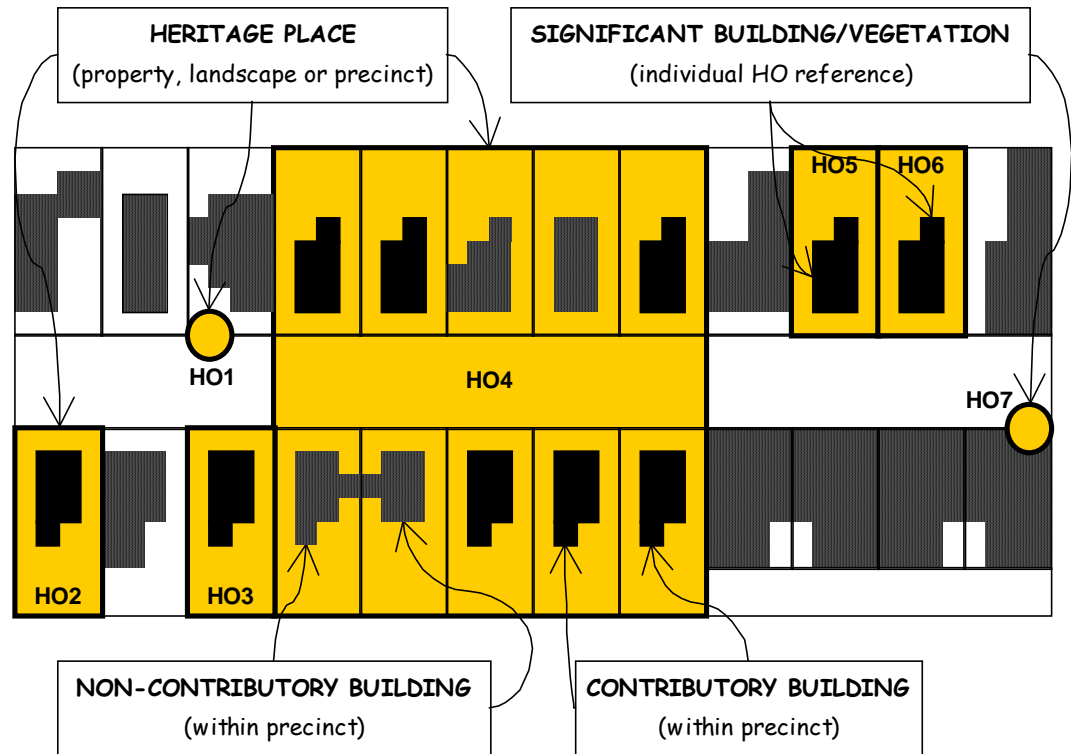 HERITAGE PLACE
(property, landscape or precinct)
SIGNIFICANT BUILDING/VEGETATION
(individual HO reference)
HO5
HO6
HO1
HO4
HO7
HO2
HO3
NON-CONTRIBUTORY BUILDING
(within precinct)
CONTRIBUTORY BUILDING
(within precinct)